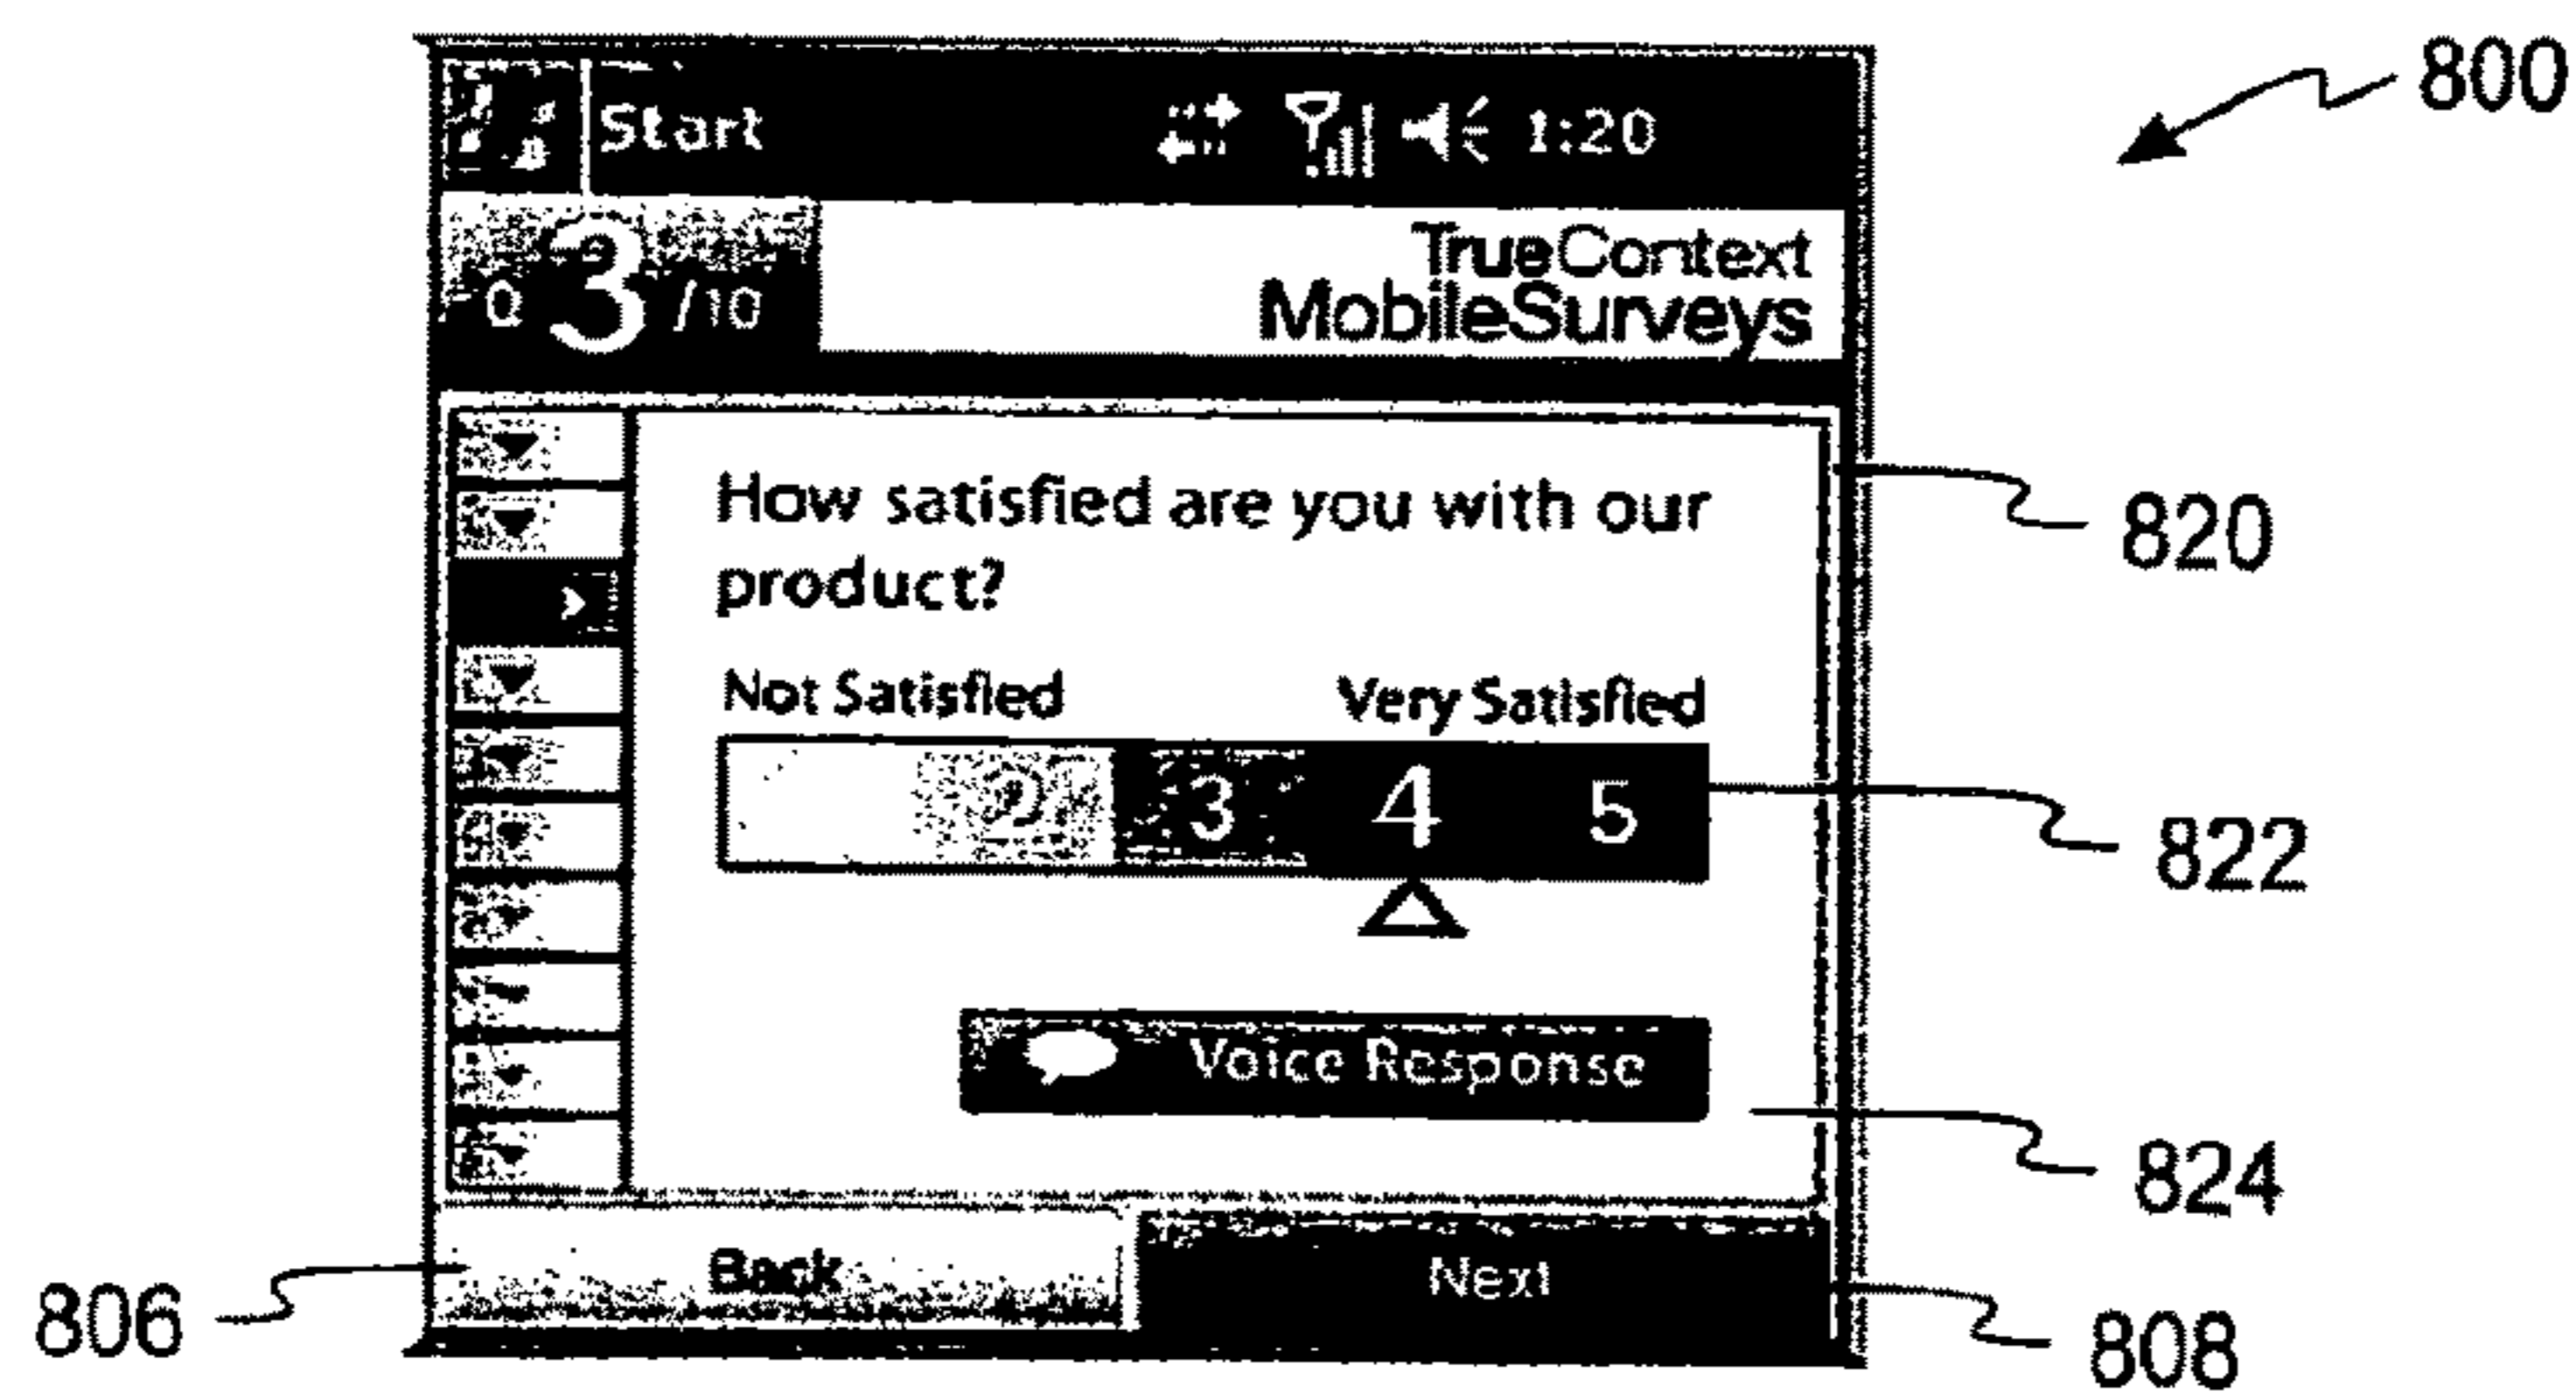 800
Start 1:20
Q 3 /10
TrueContext
MobileSurveys
How satisfied are you with our
product?
820
Not Satisfied Very Satisfied
2 3 4 5
822
Voice Response
824
Back Next
806
808